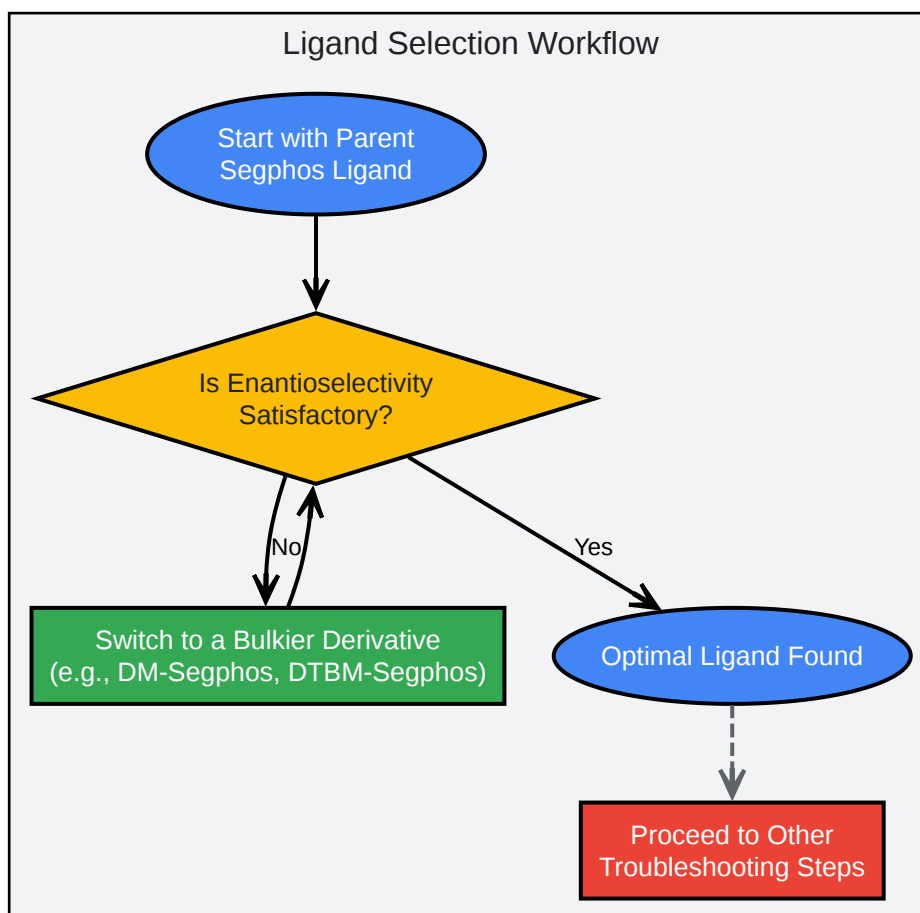 Ligand Selection Workflow
Start with Parent
Segphos Ligand
Is Enantioselectivity
Satisfactory?
No
Yes
Switch to a Bulkier Derivative
(e.g., DM-Segphos, DTBM-Segphos)
Optimal Ligand Found
Proceed to Other
Troubleshooting Steps